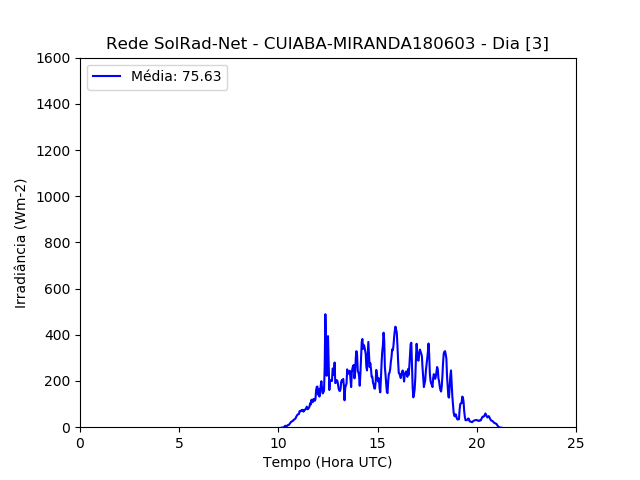 Rede SolRad-Net - CUIABA-MIRANDA180603 - Dia [3]
Média: 75.63
1600
1400
1200
1000
800
600
400
200
0
Irradiância (Wm-2)
0 5 10 15 20 25
Tempo (Hora UTC)